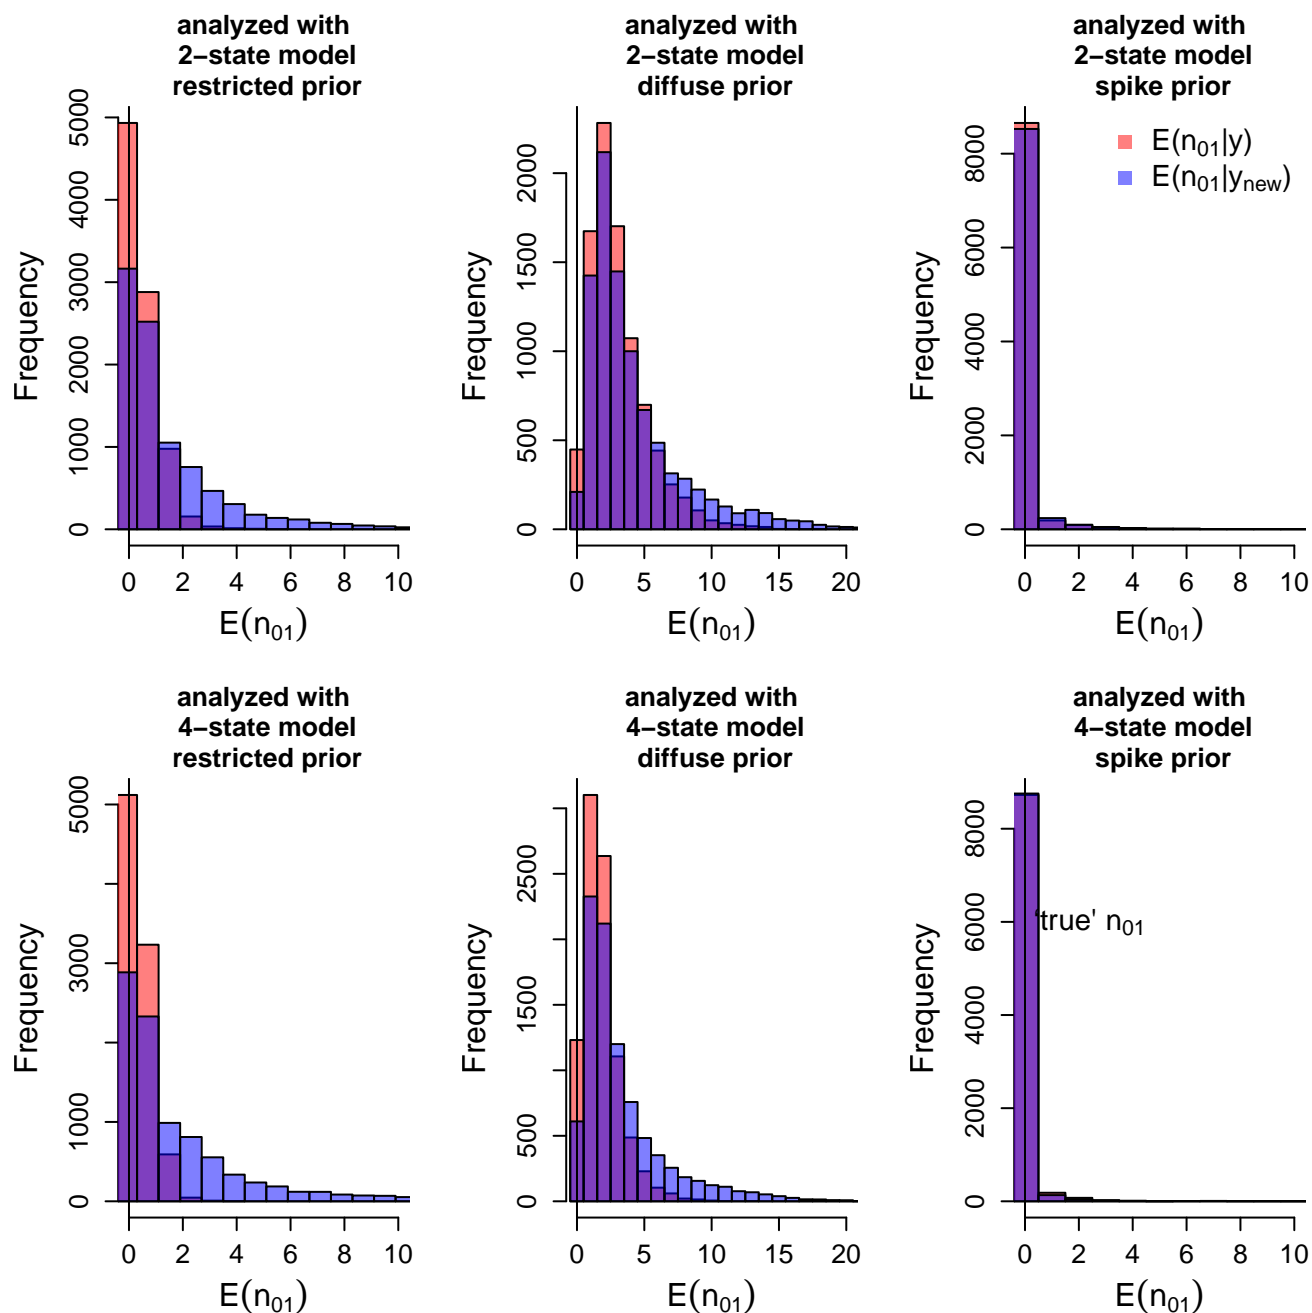 analyzed with
2−state model
restricted prior
5000
4000
3000
2000
1000
0
Frequency
0 2 4 6 8 10
E(n01)
analyzed with
2−state model
diffuse prior
2000
1500
1000
500
0
Frequency
0 5 10 15 20
E(n01)
analyzed with
2−state model
spike prior
E(n01|y)
E(n01|ynew)
8000
6000
4000
2000
0
Frequency
0 2 4 6 8 10
E(n01)
analyzed with
4−state model
restricted prior
5000
3000
1000
0
Frequency
0 2 4 6 8 10
E(n01)
analyzed with
4−state model
diffuse prior
2500
1500
500
0
Frequency
0 5 10 15 20
E(n01)
analyzed with
4−state model
spike prior
8000
6000
4000
2000
0
Frequency
'true' n01
0 2 4 6 8 10
E(n01)